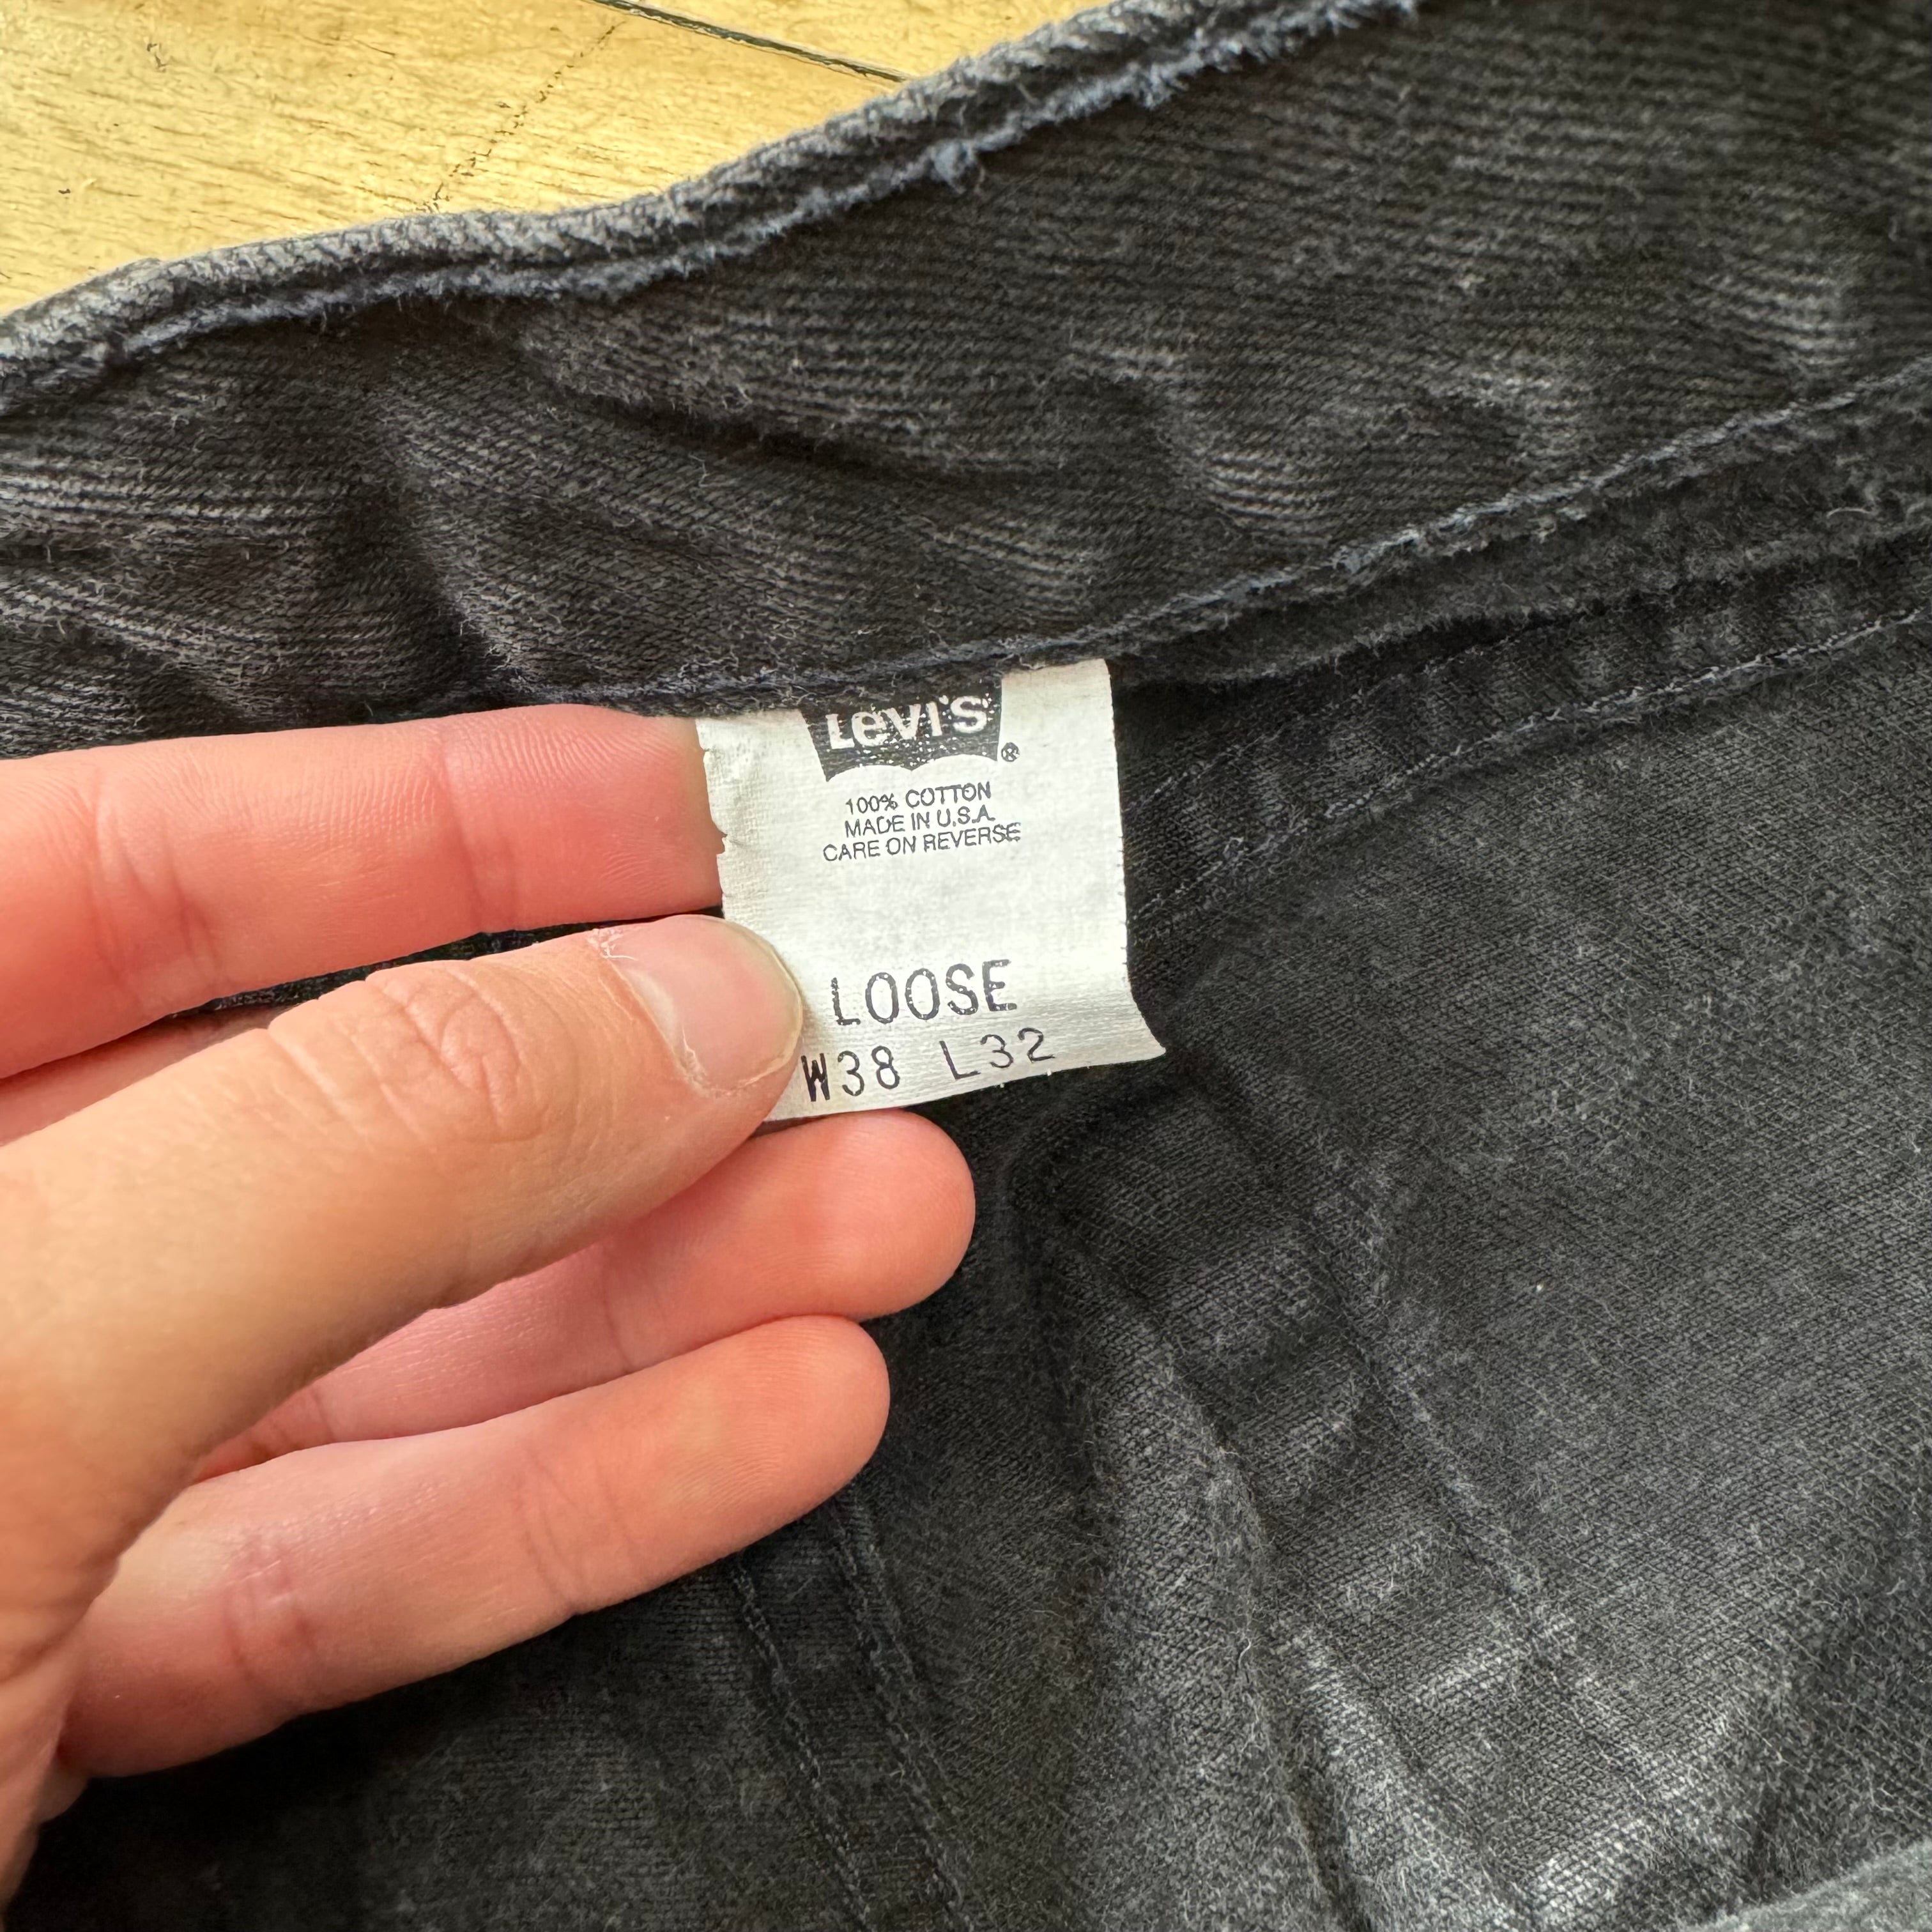 Levi's®
100% COTTON
MADE IN U.S.A.
CARE ON REVERSE
LOOSE
W38 L32